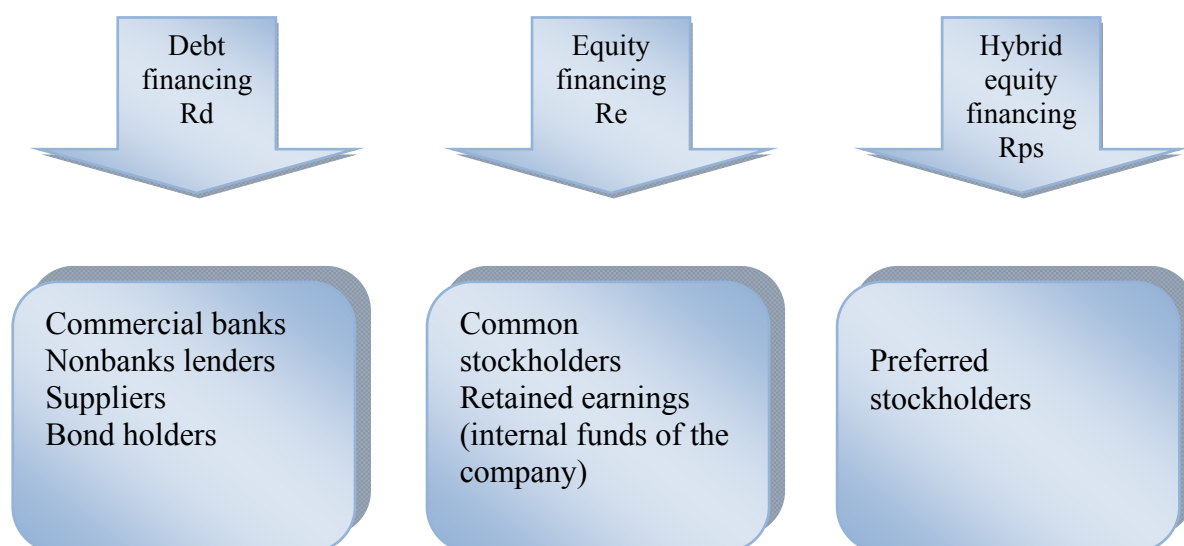 Debt
financing
Rd
Equity
financing
Re
Hybrid
equity
financing
Rps
Commercial banks
Nonbanks lenders
Suppliers
Bond holders
Common
stockholders
Retained earnings
(internal funds of the
company)
Preferred
stockholders